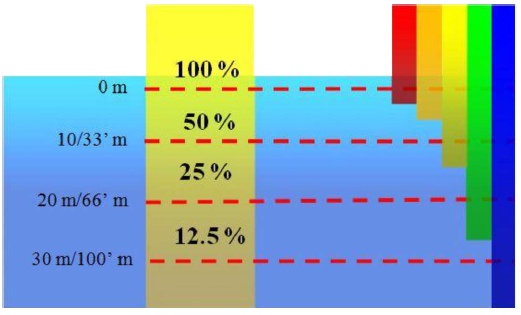 100 %
0 m
50 %
10/33’ m
25 %
20 m/66’ m
12.5 %
30 m/100’ m